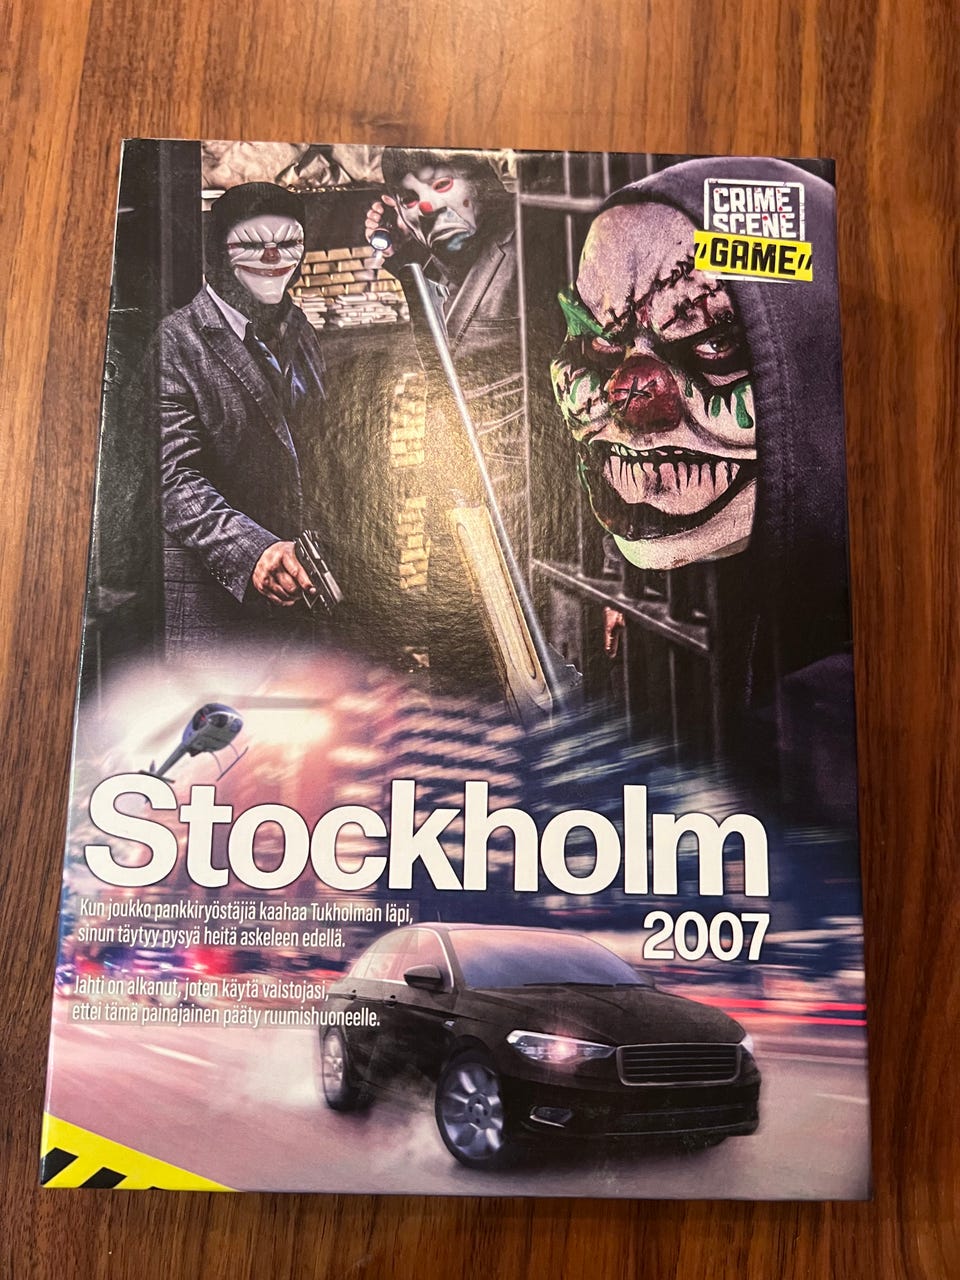 CRIME
SCENE
GAME
Stockholm
2007
Kun joukko pankkiryöstäjiä kaahaa Tukholman läpi,
sinun täytyy pysyä heitä askeleen edellä.
Jahti on alkanut, joten käytä vaistojasi,
ettei tämä painajainen pääty ruumishuoneelle.